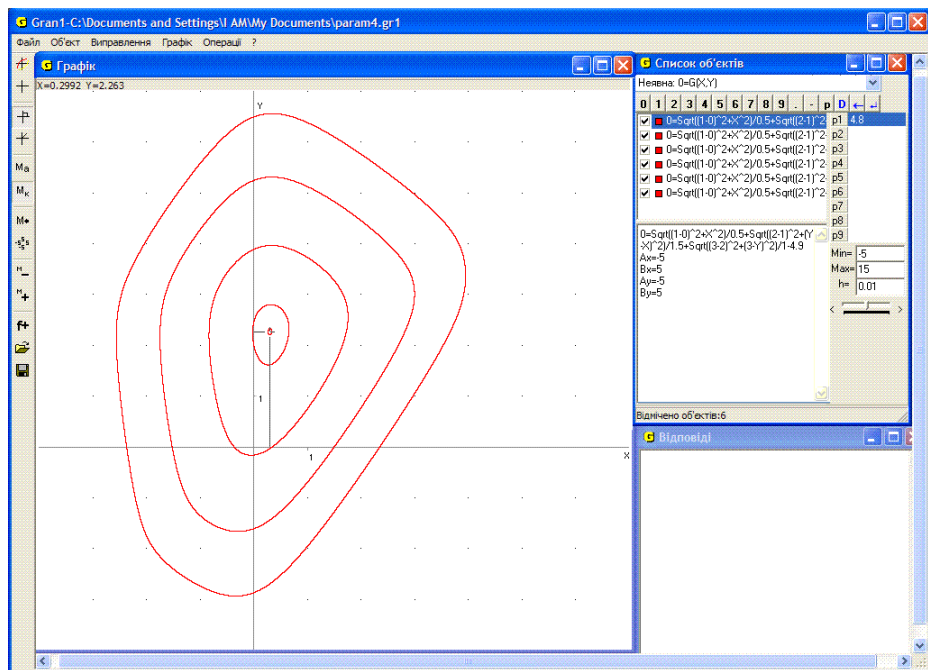 Gran1-C:\Documents and Settings\I AM\My Documents\param4.gr1
Файл Об'єкт Виправлення Графік Операції ?
Графік
X=0.2992 Y=2.263
Y
1
1
X
Ma
Mк
M*
M
M+
f+
Список об'єктів
Неявна: 0=G(X,Y)
0 1 2 3 4 5 6 7 8 9 . - p D ← ↲
0=Sqrt((1-0)^2+X^2)/0.5+Sqrt((2-1)^2- p1 4.8
0=Sqrt((1-0)^2+X^2)/0.5+Sqrt((2-1)^2- p2
0=Sqrt((1-0)^2+X^2)/0.5+Sqrt((2-1)^2- p3
0=Sqrt((1-0)^2+X^2)/0.5+Sqrt((2-1)^2- p4
0=Sqrt((1-0)^2+X^2)/0.5+Sqrt((2-1)^2- p5
0=Sqrt((1-0)^2+X^2)/0.5+Sqrt((2-1)^2- p6
p7
p8
p9
0=Sqrt((1-0)^2+X^2)/0.5+Sqrt((2-1)^2+(Y
-X)^2)/1.5+Sqrt((3-2)^2+(3-Y)^2)/1-4.9
Ax=-5
Bx=5
Ay=-5
By=5
Min= -5
Max= 15
h= 0.01
< >
Відмічено об'єктів:6
Відповіді